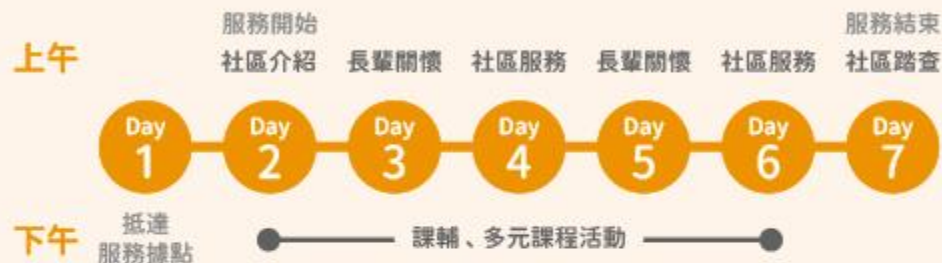 服務開始
服務結束
上午
社區介紹
長輩關懷
社區服務
長輩關懷
社區服務
社區踏查
Day 1
Day 2
Day 3
Day 4
Day 5
Day 6
Day 7
下午
抵達
服務據點
課輔、多元課程活動